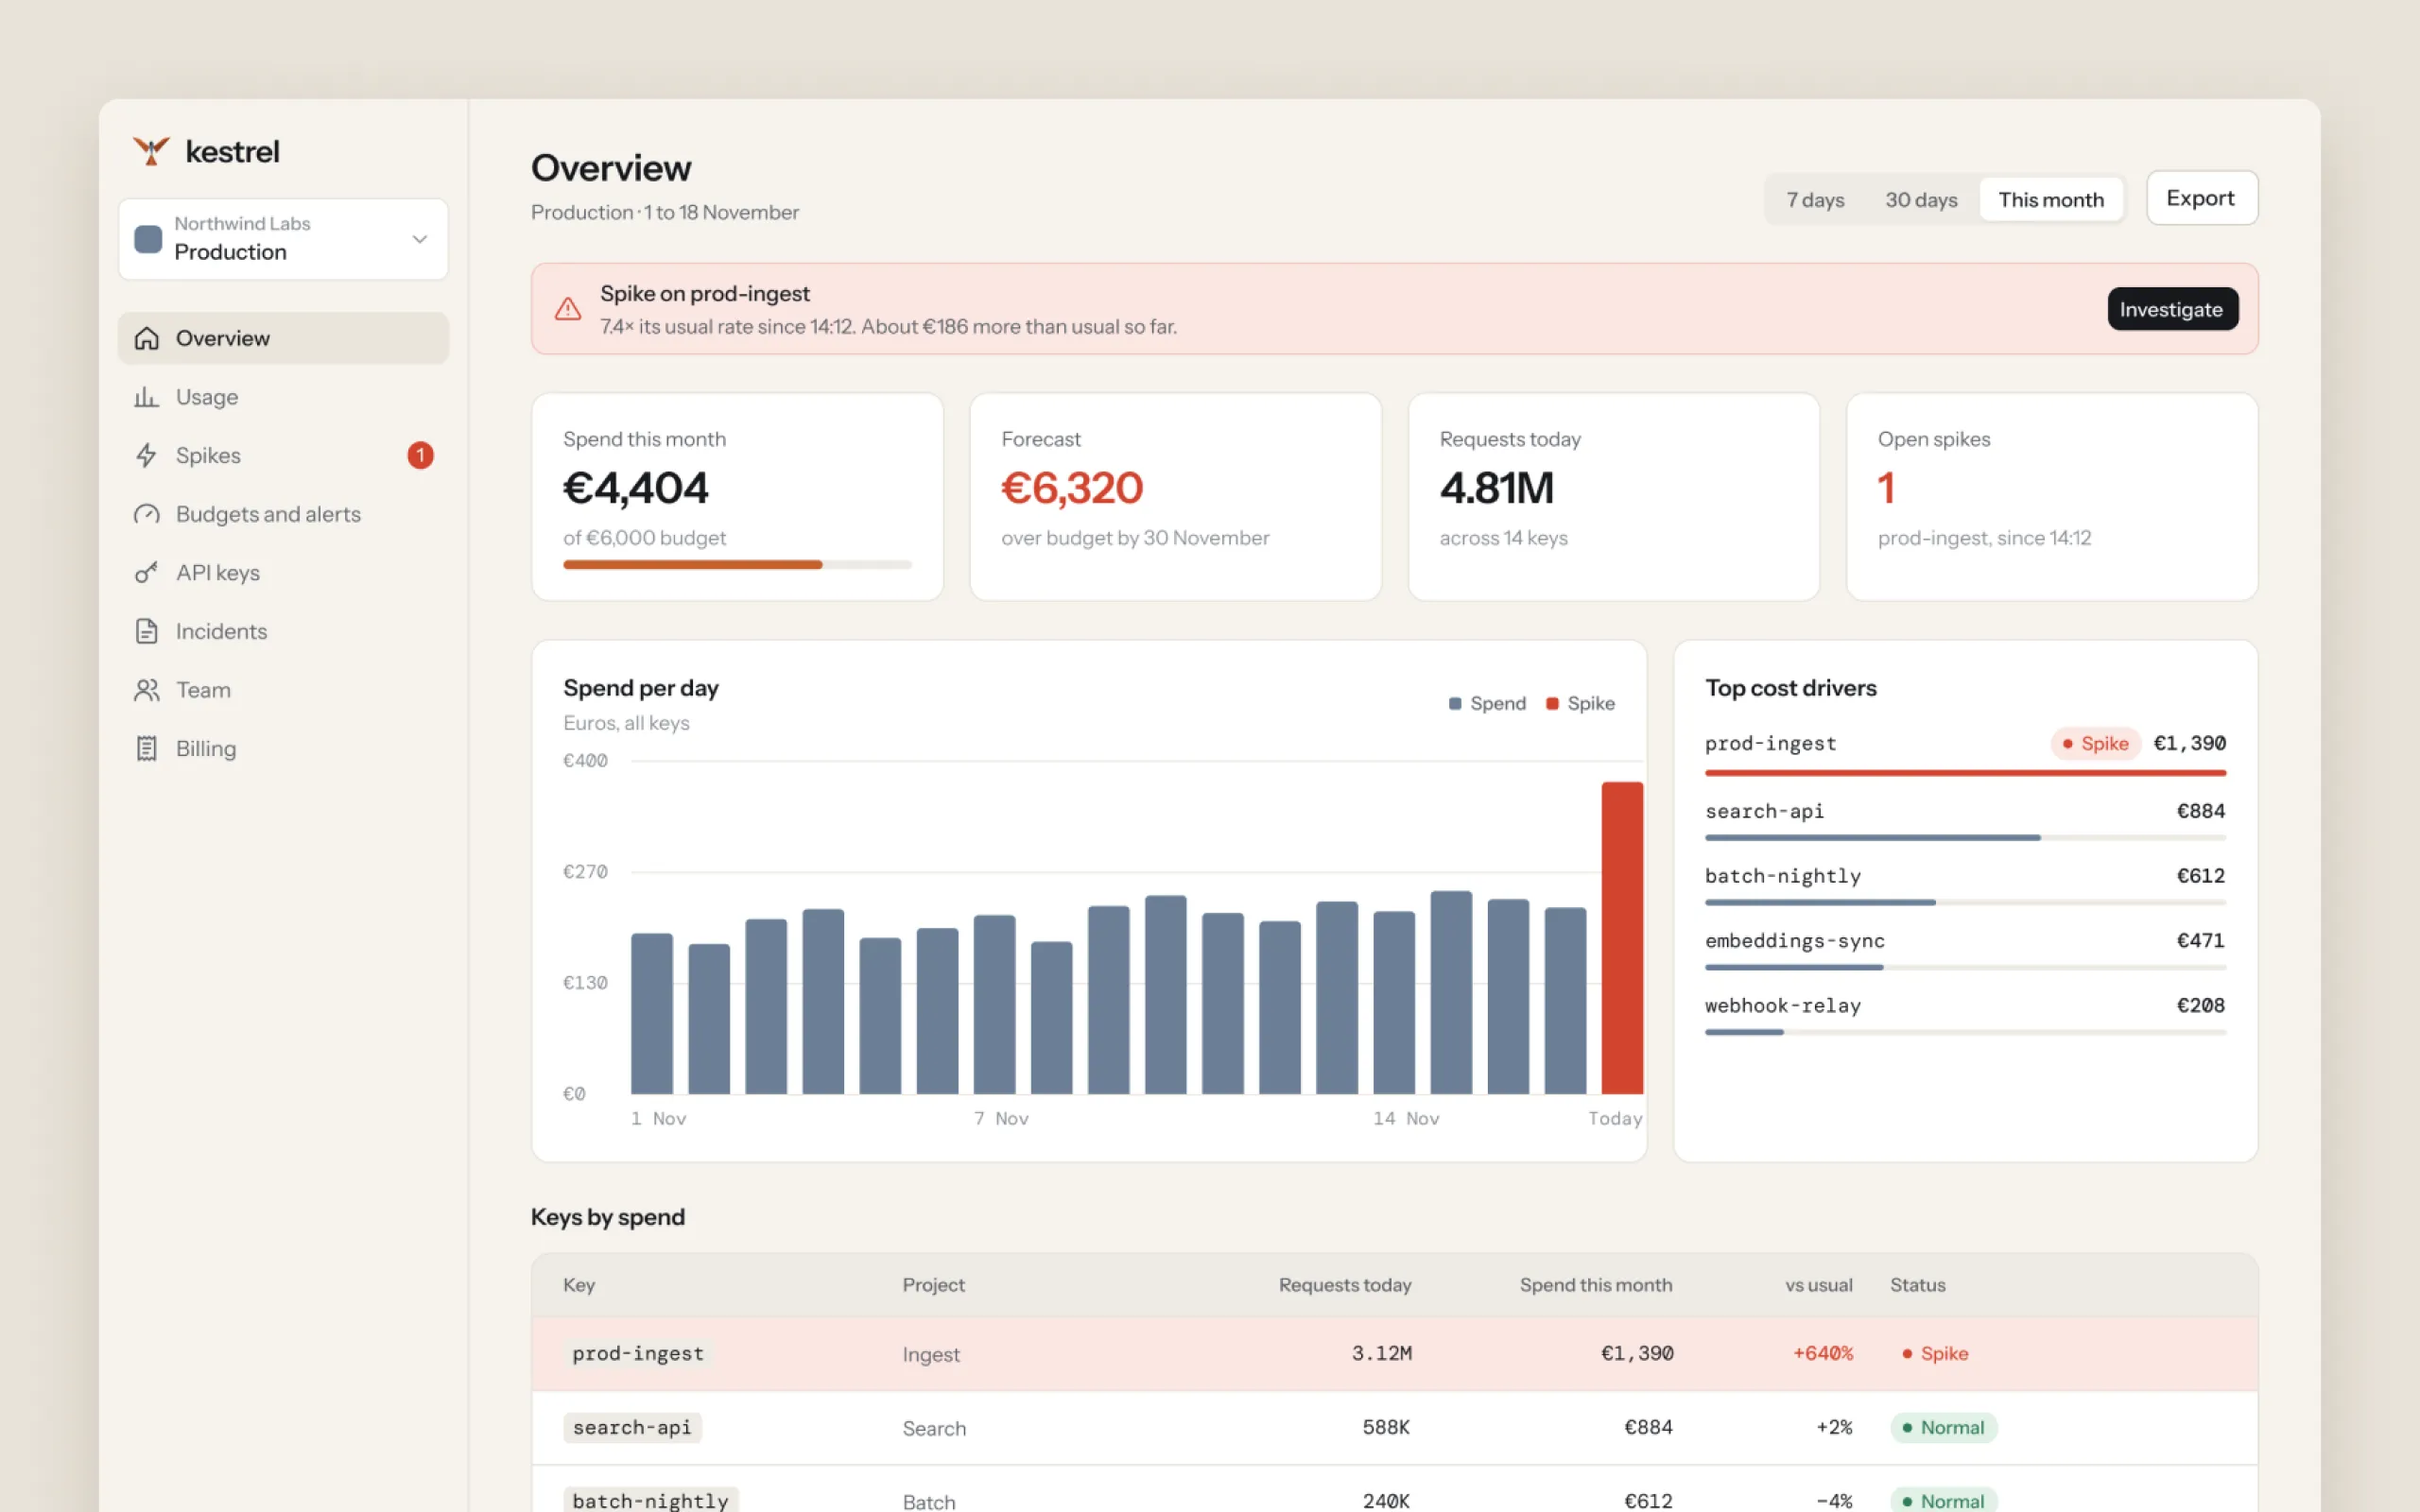 kestrel
Northwind Labs
Production
Overview
Usage
Spikes
1
Budgets and alerts
API keys
Incidents
Team
Billing
Overview
Production · 1 to 18 November
7 days
30 days
This month
Export
Spike on prod-ingest
7.4× its usual rate since 14:12. About €186 more than usual so far.
Investigate
Spend this month
€4,404
of €6,000 budget
Forecast
€6,320
over budget by 30 November
Requests today
4.81M
across 14 keys
Open spikes
1
prod-ingest, since 14:12
Spend per day
Euros, all keys
Spend
Spike
€400
€270
€130
€0
1 Nov
7 Nov
14 Nov
Today
Top cost drivers
prod-ingest Spike €1,390
search-api €884
batch-nightly €612
embeddings-sync €471
webhook-relay €208
Keys by spend
Key Project Requests today Spend this month vs usual Status
prod-ingest Ingest 3.12M €1,390 +640% Spike
search-api Search 588K €884 +2% Normal
batch-nightly Batch 240K €612 −4% Normal